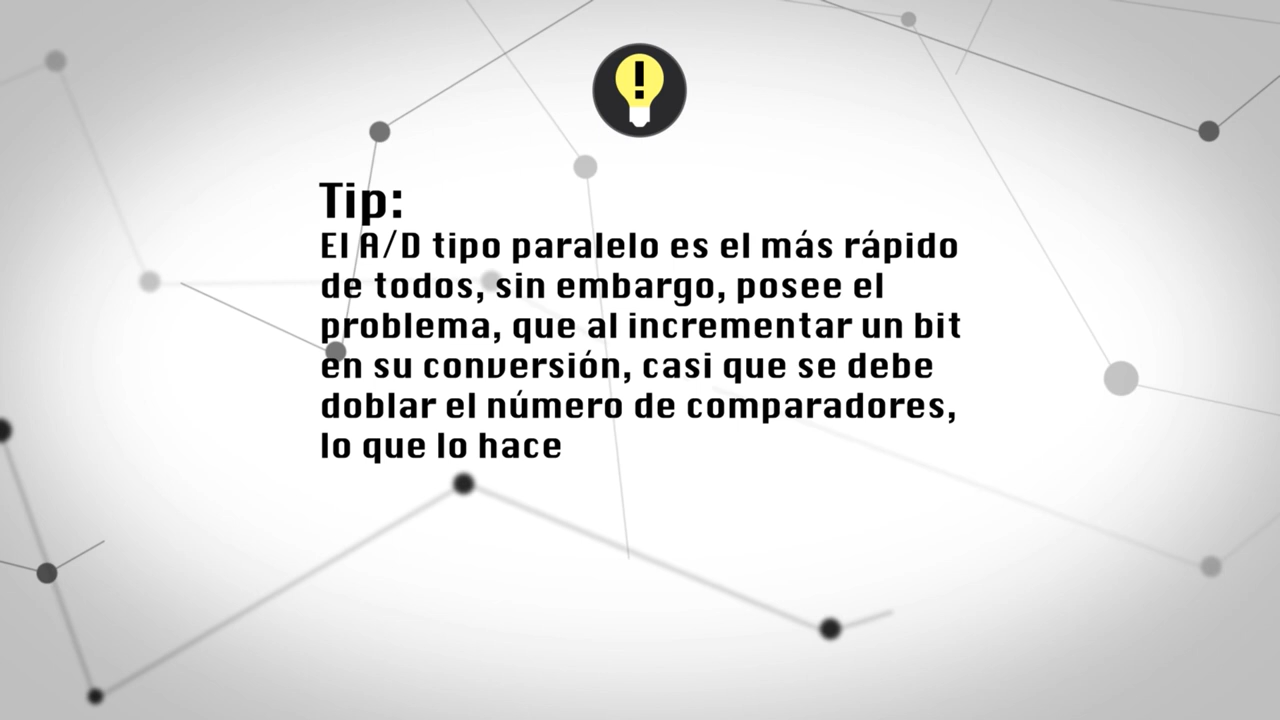 Tip:
El A/D tipo paralelo es el más rápido
de todos, sin embargo, posee el
problema, que al incrementar un bit
en su conversión, casi que se debe
doblar el número de comparadores,
lo que lo hace